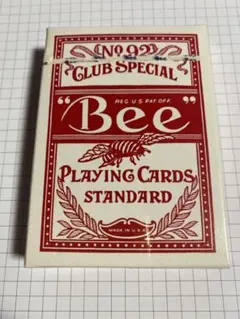 No. 92
CLUB SPECIAL
REG. U.S. PAT. OFF.
"Bee"
PLAYING CARDS
STANDARD
MADE IN U.S.A.